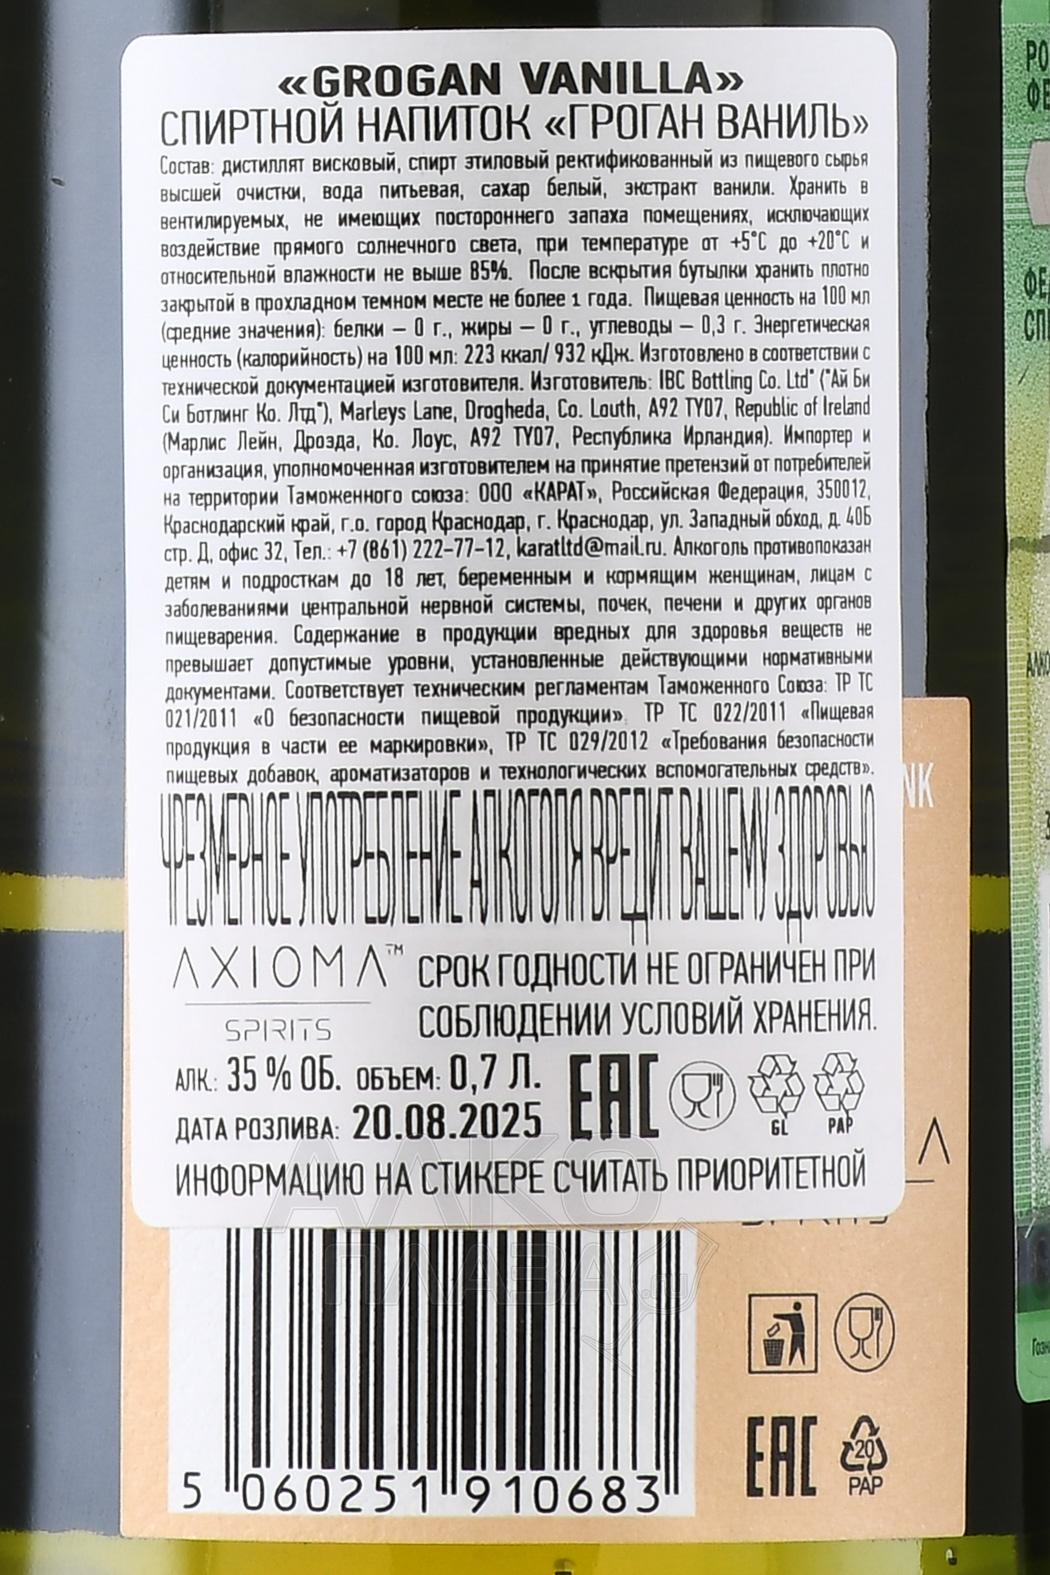 «GROGAN VANILLA»
СПИРТНОЙ НАПИТОК «ГРОГАН ВАНИЛЬ»
Состав: дистиллят висковый, спирт этиловый ректификованный из пищевого сырья
высшей очистки, вода питьевая, сахар белый, экстракт ванили. Хранить в
вентилируемых, не имеющих постороннего запаха помещениях, исключающих
воздействие прямого солнечного света, при температуре от +5°С до +20°С и
относительной влажности не выше 85%. После вскрытия бутылки хранить плотно
закрытой в прохладном темном месте не более 1 года. Пищевая ценность на 100 мл
(средние значения): белки – 0 г., жиры – 0 г., углеводы – 0,3 г. Энергетическая
ценность (калорийность) на 100 мл: 223 ккал/ 932 кДж. Изготовлено в соответствии с
технической документацией изготовителя. Изготовитель: IBC Bottling Co. Ltd" ("Ай Би
Си Ботлинг Ко. Лтд"), Marleys Lane, Drogheda, Co. Louth, A92 TY07, Republic of Ireland
(Марлис Лейн, Дрозда, Ко. Лоус, A92 TY07, Республика Ирландия). Импортер и
организация, уполномоченная изготовителем на принятие претензий от потребителей
на территории Таможенного союза: ООО «КАРАТ», Российская Федерация, 350012,
Краснодарский край, г.о. город Краснодар, г. Краснодар, ул. Западный обход, д. 40Б
стр. Д, офис 32, Тел.: +7 (861) 222-77-12, karatltd@mail.ru. Алкоголь противопоказан
детям и подросткам до 18 лет, беременным и кормящим женщинам, лицам с
заболеваниями центральной нервной системы, почек, печени и других органов
пищеварения. Содержание в продукции вредных для здоровья веществ не
превышает допустимые уровни, установленные действующими нормативными
документами. Соответствует техническим регламентам Таможенного Союза: ТР ТС
021/2011 «О безопасности пищевой продукции», ТР ТС 022/2011 «Пищевая
продукция в части ее маркировки», ТР ТС 029/2012 «Требования безопасности
пищевых добавок, ароматизаторов и технологических вспомогательных средств».
ЧРЕЗМЕРНОЕ УПОТРЕБЛЕНИЕ АЛКОГОЛЯ ВРЕДИТ ВАШЕМУ ЗДОРОВЬЮ
AXIOMA™
SPIRITS
СРОК ГОДНОСТИ НЕ ОГРАНИЧЕН ПРИ
СОБЛЮДЕНИИ УСЛОВИЙ ХРАНЕНИЯ.
АЛК.: 35 % ОБ. ОБЪЕМ: 0,7 Л.
ДАТА РОЗЛИВА: 20.08.2025
EAC
GL
PAP
ИНФОРМАЦИЮ НА СТИКЕРЕ СЧИТАТЬ ПРИОРИТЕТНОЙ
АЛКО
ПЛАЗА.ru
NK
SPIRITS
5 060251 910683
EAC
20
PAP